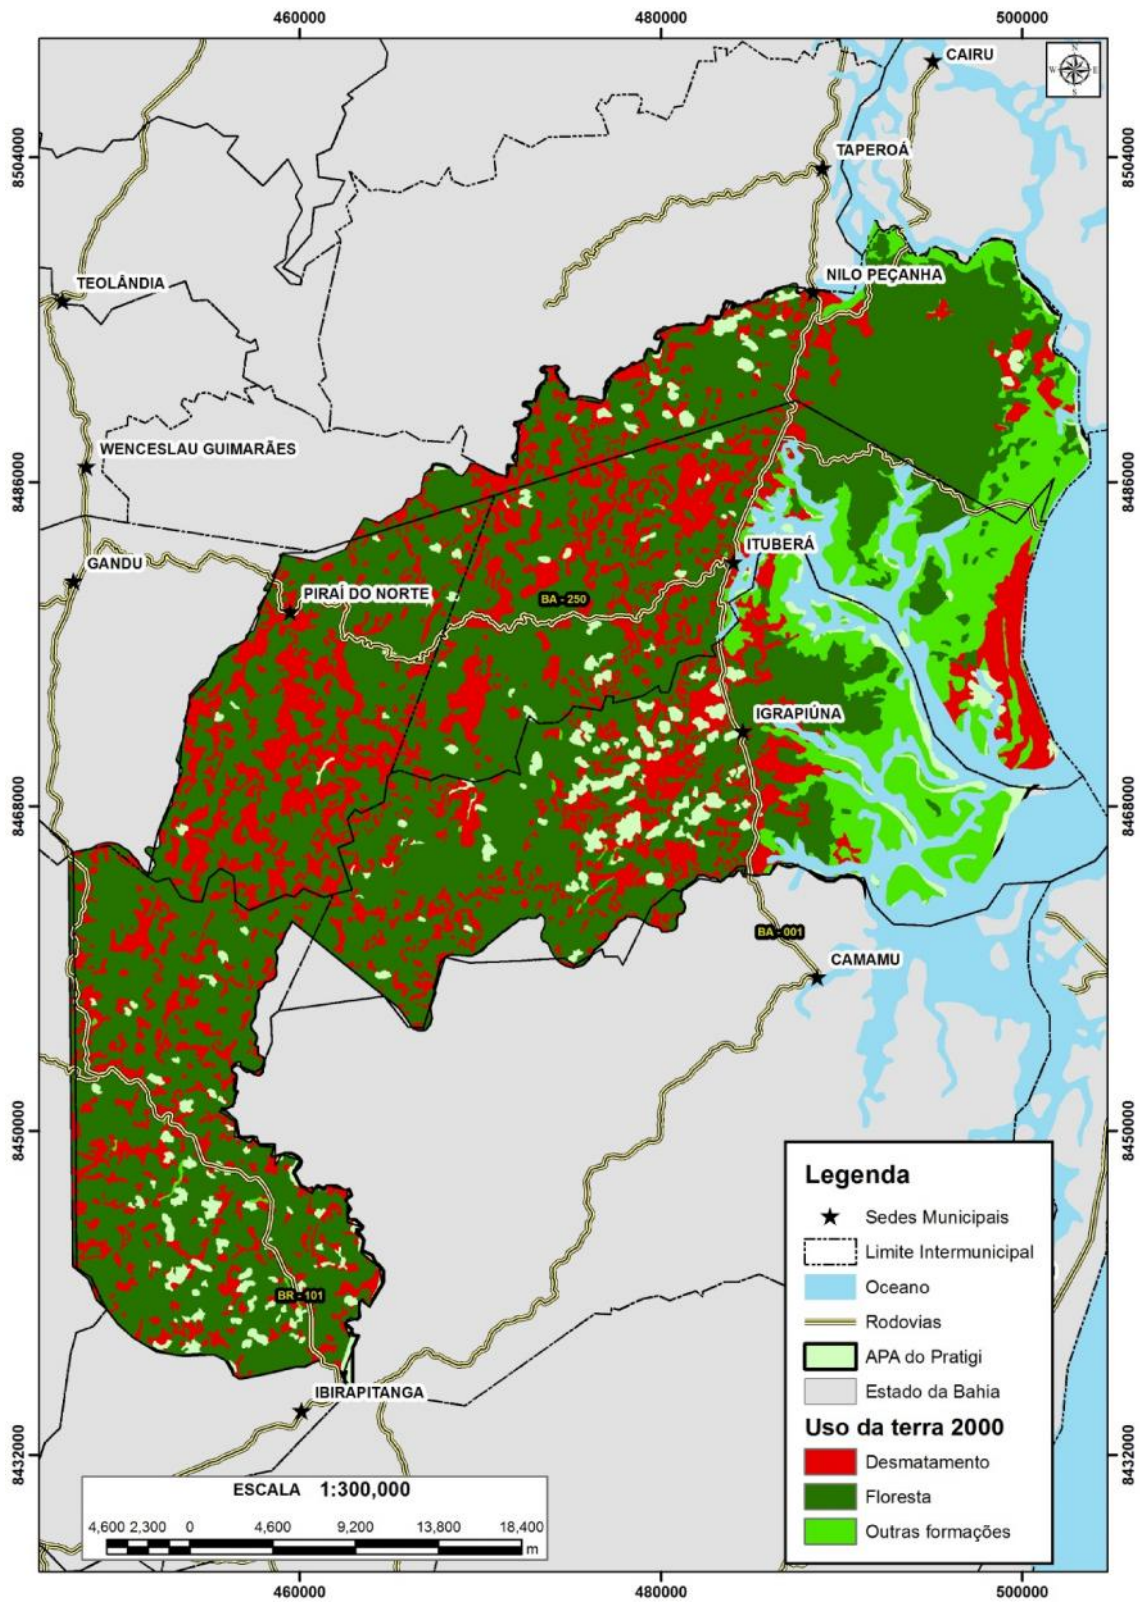 460000 480000 500000
N
W E
S
CAIRU
8504000 8504000
TAPEROÁ
TEOLÂNDIA
NILO PEÇANHA
WENCESLAU GUIMARÃES
8486000 8486000
ITUBERÁ
GANDU
PIRAÍ DO NORTE
BA - 250
IGRAPIÚNA
8468000 8468000
BA - 001
CAMAMU
8450000 8450000
BR - 101
IBIRAPITANGA
8432000 8432000
Legenda
Sedes Municipais
Limite Intermunicipal
Oceano
Rodovias
APA do Pratigi
Estado da Bahia
Uso da terra 2000
Desmatamento
Floresta
Outras formações
ESCALA 1:300,000
4,600 2,300 0 4,600 9,200 13,800 18,400
m
460000 480000 500000